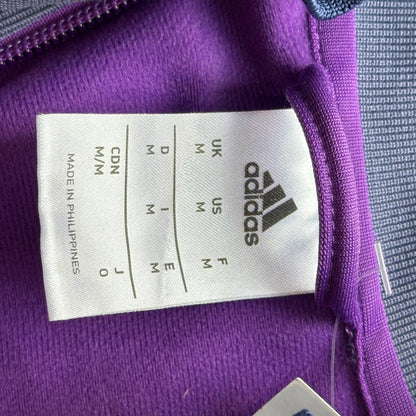 adidas
UK US F
M M M
D I E
M M M
CDN J
M/M O
MADE IN PHILIPPINES